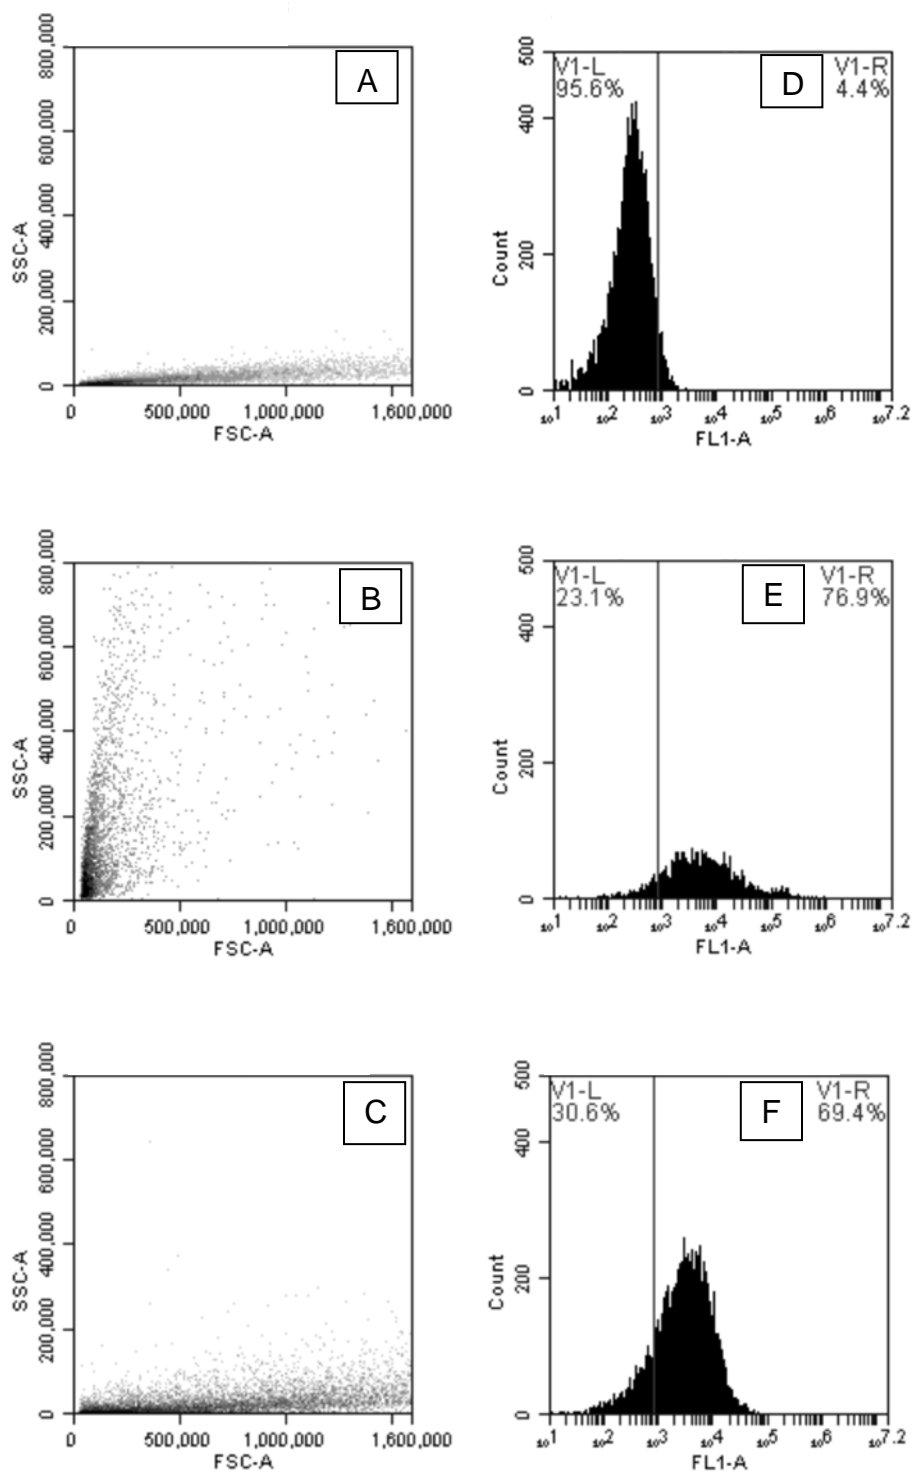 A
800,000
600,000
400,000
200,000
0
SSC-A
0 500,000 1,000,000 1,600,000
FSC-A
D
V1-L
95.6%
V1-R
4.4%
500
400
200
0
Count
10^1 10^2 10^3 10^4 10^5 10^6 10^7.2
FL1-A
B
800,000
600,000
400,000
200,000
0
SSC-A
0 500,000 1,000,000 1,600,000
FSC-A
E
V1-L
23.1%
V1-R
76.9%
500
400
200
0
Count
10^1 10^2 10^3 10^4 10^5 10^6 10^7.2
FL1-A
C
800,000
600,000
400,000
200,000
0
SSC-A
0 500,000 1,000,000 1,600,000
FSC-A
F
V1-L
30.6%
V1-R
69.4%
500
400
200
0
Count
10^1 10^2 10^3 10^4 10^5 10^6 10^7.2
FL1-A